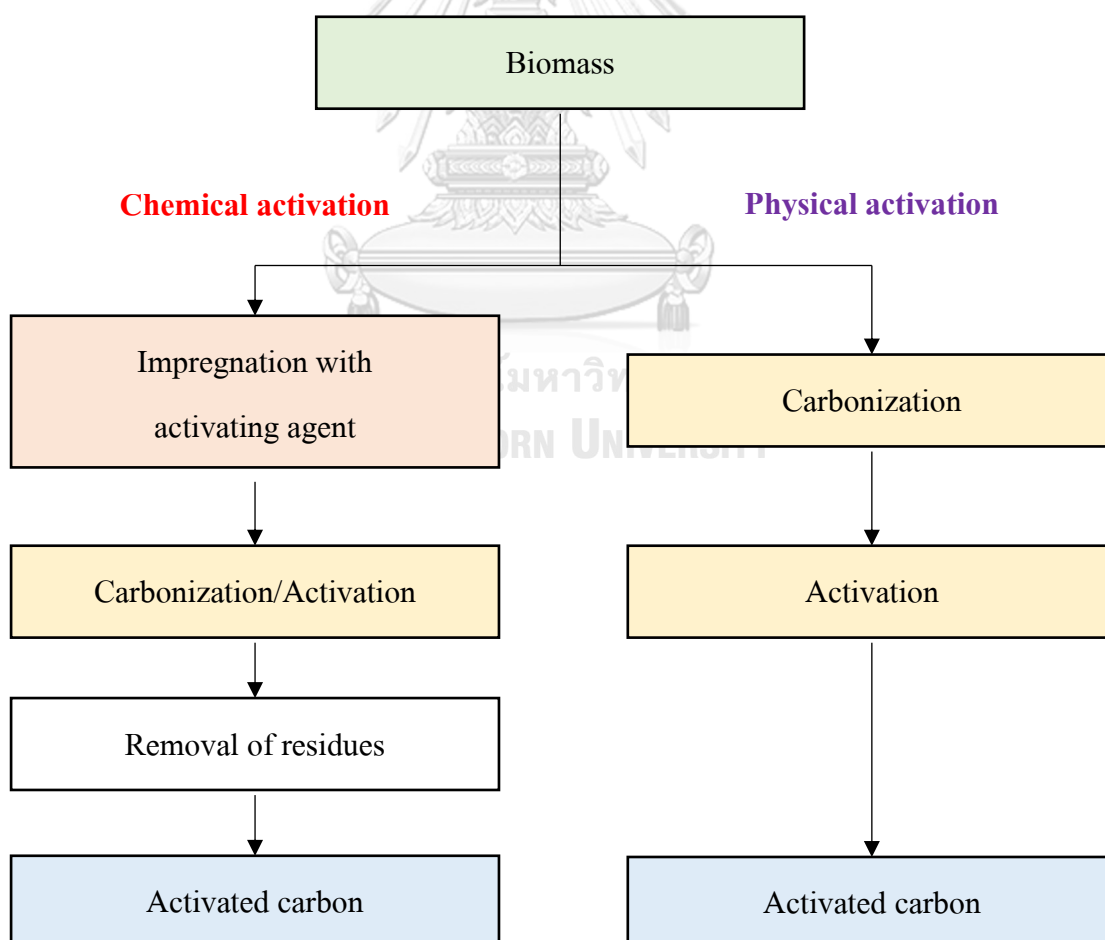 Biomass
Chemical activation
Physical activation
Impregnation with
activating agent
Carbonization
Carbonization/Activation
Activation
Removal of residues
Activated carbon
Activated carbon